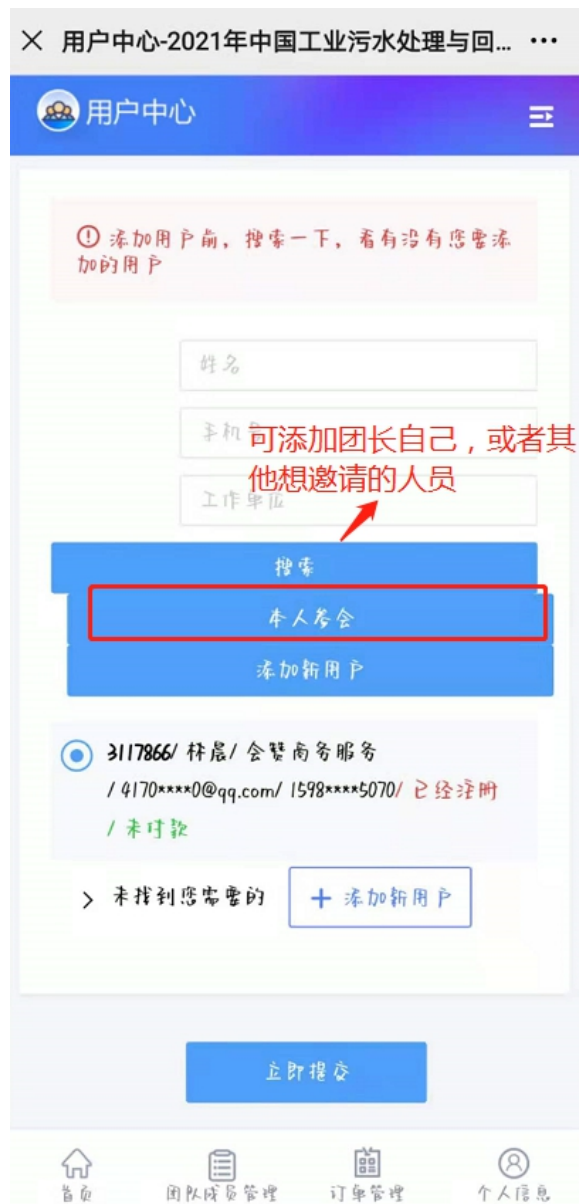 用户中心-2021年中国工业污水处理与回...
用户中心
添加用户前，搜索一下，看有没有您要添
加的用户
姓名
手机号
可添加团长自己，或者其
他想邀请的人员
工作单位
搜索
本人参会
添加新用户
3117866/ 林晨/ 会赞商务服务
/ 4170****0@qq.com/ 1598****5070/ 已经注册
/ 未付款
未找到您需要的
+ 添加新用户
立即提交
首页
团队成员管理
订单管理
个人信息